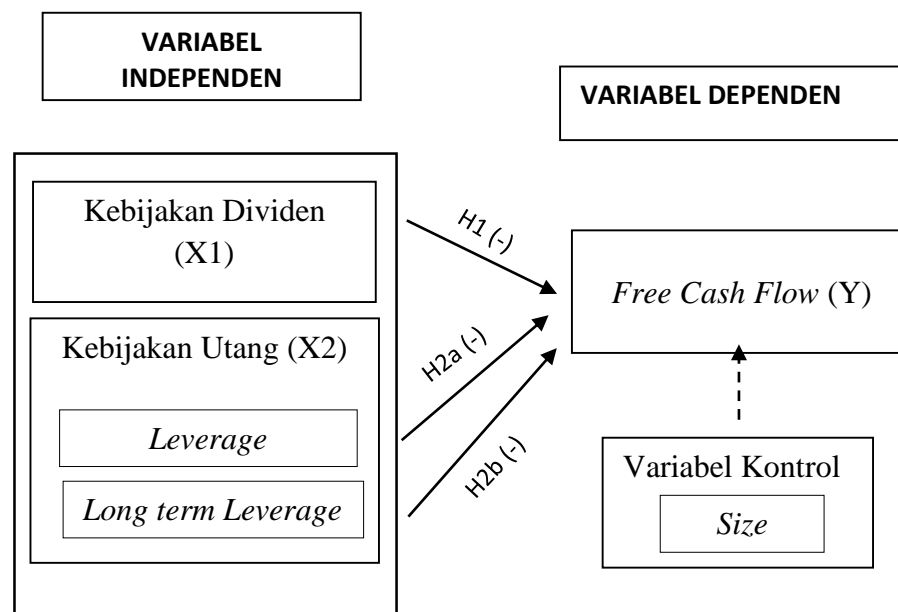 VARIABEL
INDEPENDEN
VARIABEL DEPENDEN
Kebijakan Dividen
(X1)
H1 (-)
Free Cash Flow (Y)
Kebijakan Utang (X2)
H2a (-)
Leverage
H2b (-)
Long term Leverage
Variabel Kontrol
Size